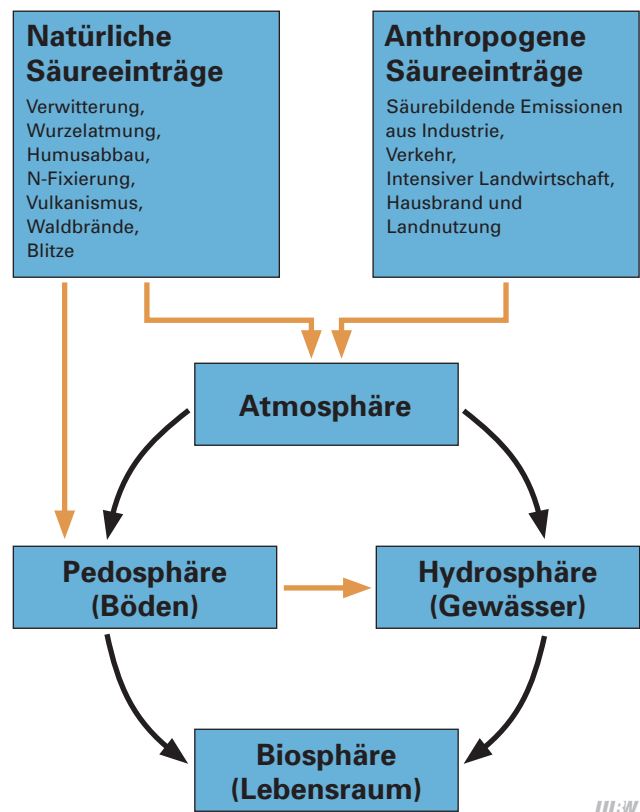 Natürliche
Säureeinträge
Verwitterung,
Wurzelatmung,
Humusabbau,
N-Fixierung,
Vulkanismus,
Waldbrände,
Blitze
Anthropogene
Säureeinträge
Säurebildende Emissionen
aus Industrie,
Verkehr,
Intensiver Landwirtschaft,
Hausbrand und
Landnutzung
Atmosphäre
Pedosphäre
(Böden)
Hydrosphäre
(Gewässer)
Biosphäre
(Lebensraum)